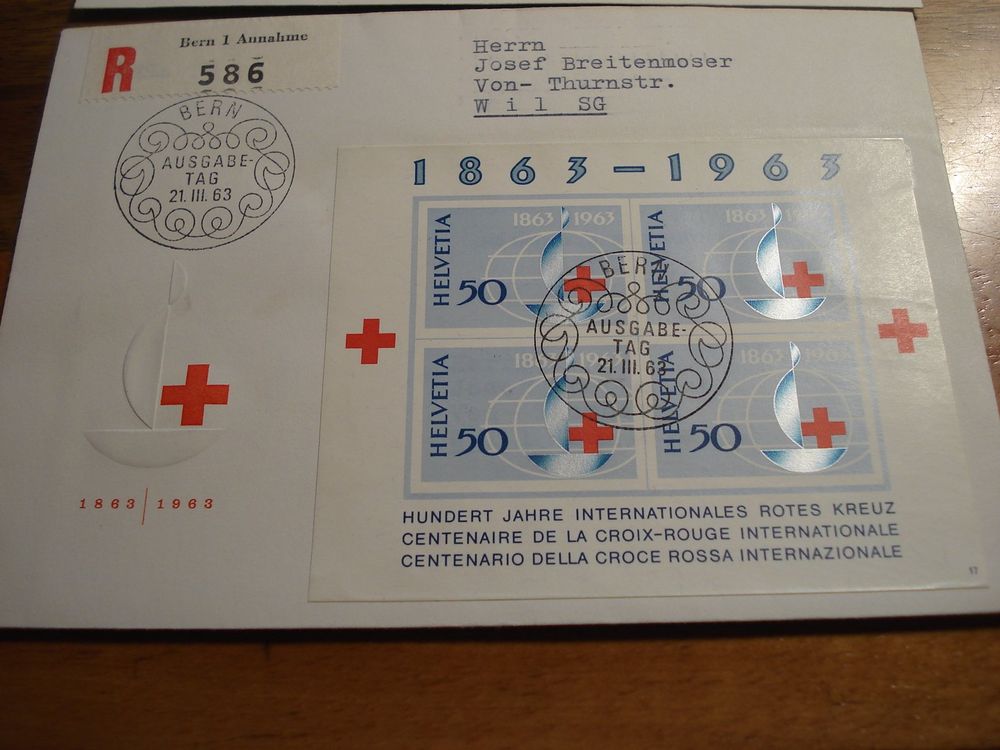 Bern 1 Annahme
R
586
Herrn
Josef Breitenmoser
Von- Thurnstr.
Wil SG
BERN
AUSGABE-
TAG
21. III. 63
1863 | 1963
1863–1963
1863 1963
HELVETIA
50
1863
HELVETIA
50
1863 1963
HELVETIA
50
1863 1963
HELVETIA
50
BERN
AUSGABE-
TAG
21. III. 63
HUNDERT JAHRE INTERNATIONALES ROTES KREUZ
CENTENAIRE DE LA CROIX-ROUGE INTERNATIONALE
CENTENARIO DELLA CROCE ROSSA INTERNAZIONALE